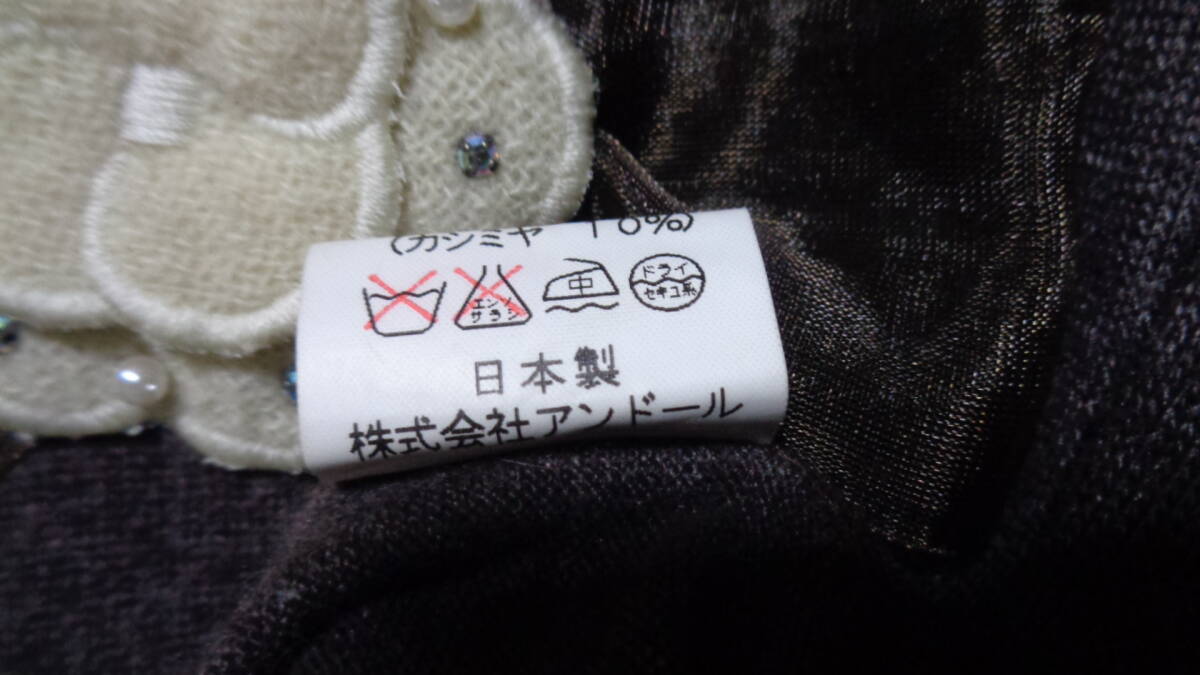 (カシミヤ 10%)
エンソ
サラシ
中
ドライ
セキユ系
日本製
株式会社アンドール